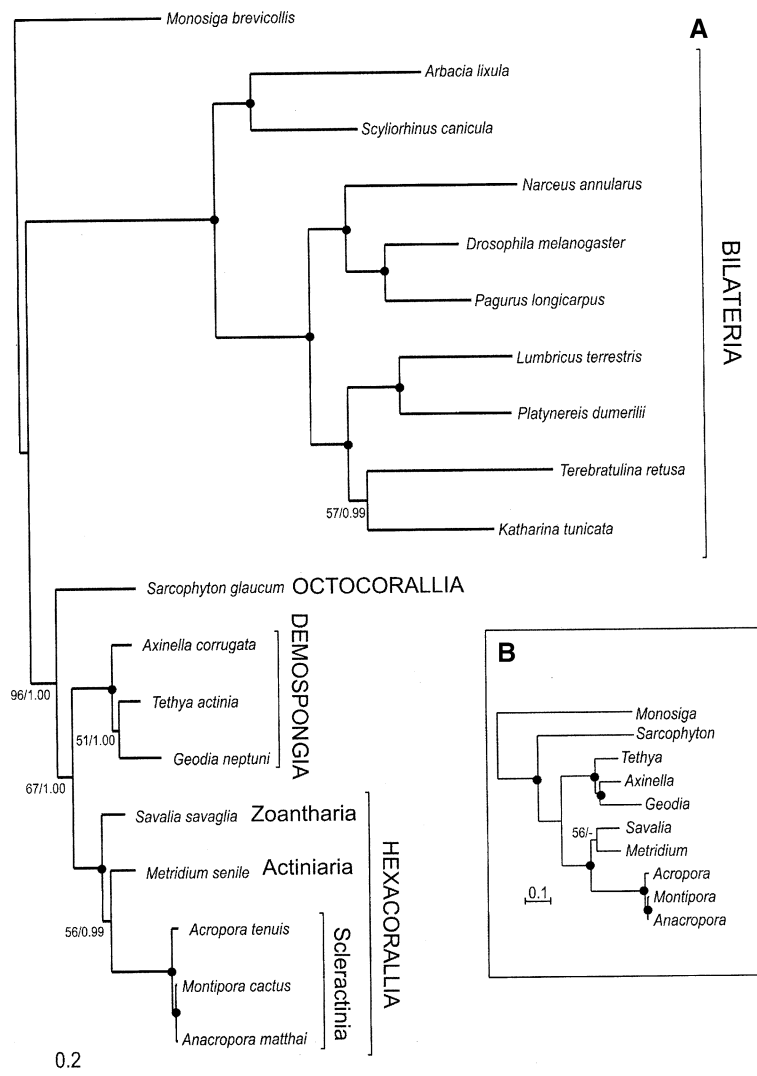 Monosiga brevicollis
A
Arbacia lixula
Scyliorhinus canicula
Narceus annularus
Drosophila melanogaster
Pagurus longicarpus
BILATERIA
Lumbricus terrestris
Platynereis dumerilii
Terebratulina retusa
57/0.99
Katharina tunicata
Sarcophyton glaucum OCTOCORALLIA
Axinella corrugata
DEMOSPONGIA
96/1.00
Tethya actinia
51/1.00
Geodia neptuni
67/1.00
Savalia savaglia Zoantharia
Metridium senile Actiniaria
HEXACORALLIA
56/0.99
Acropora tenuis
Scleractinia
Montipora cactus
Anacropora matthai
0.2
B
Monosiga
Sarcophyton
Tethya
Axinella
Geodia
56/-
Savalia
Metridium
Acropora
0.1
Montipora
Anacropora